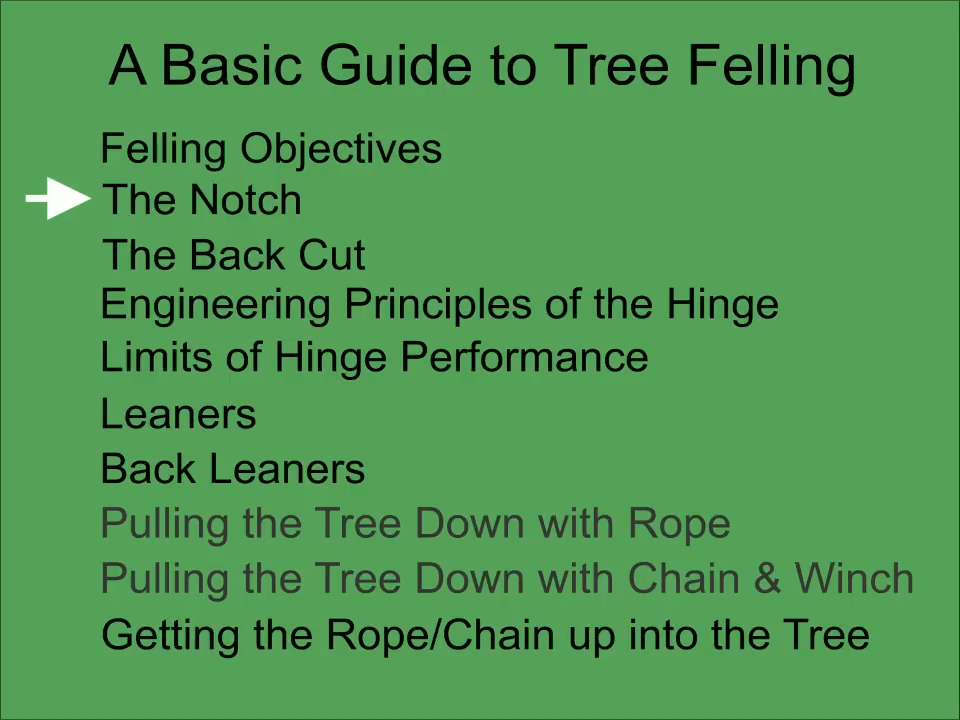 A Basic Guide to Tree Felling
Felling Objectives
The Notch
The Back Cut
Engineering Principles of the Hinge
Limits of Hinge Performance
Leaners
Back Leaners
Pulling the Tree Down with Rope
Pulling the Tree Down with Chain & Winch
Getting the Rope/Chain up into the Tree